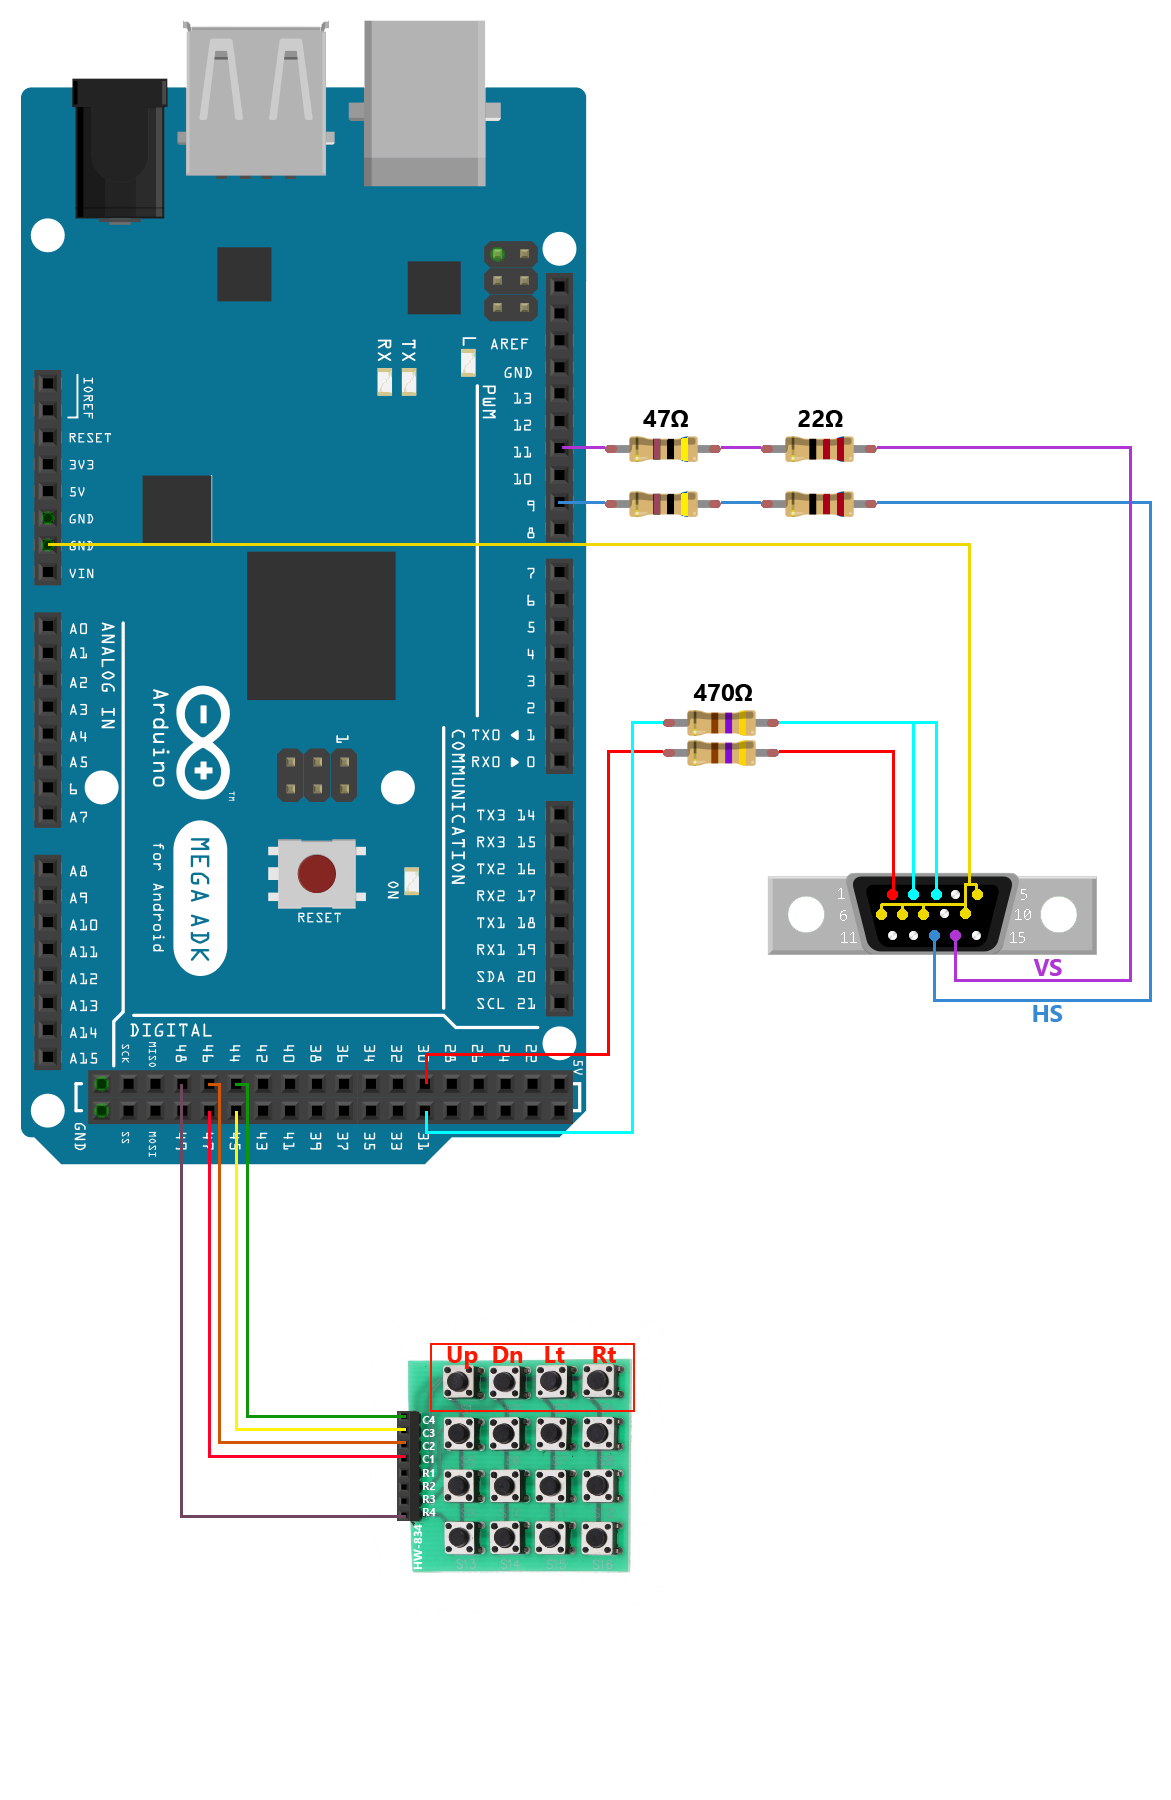 L
RX
TX
AREF
GND
PWM
13
12
11
10
9
8
47Ω
22Ω
IOREF
RESET
3V3
5V
GND
GND
VIN
7
6
5
4
3
2
TX0 ◀ 1
RX0 ▶ 0
470Ω
A0
A1
A2
A3
A4
A5
6
A7
ANALOG IN
Arduino
TM
1
COMMUNICATION
TX3 14
RX3 15
TX2 16
RX2 17
TX1 18
RX1 19
SDA 20
SCL 21
A8
A9
A10
A11
A12
A13
A14
A15
for Android
MEGA ADK
RESET
ON
1
5
6
10
11
15
VS
HS
DIGITAL
SCK
MISO
48
46
44
42
40
38
36
34
32
30
28
26
24
22
5V
GND
SS
MOSI
49
47
45
43
41
39
37
35
33
31
Up Dn Lt Rt
C4
C3
C2
C1
R1
R2
R3
R4
HW-834
S13 S14 S15 S16